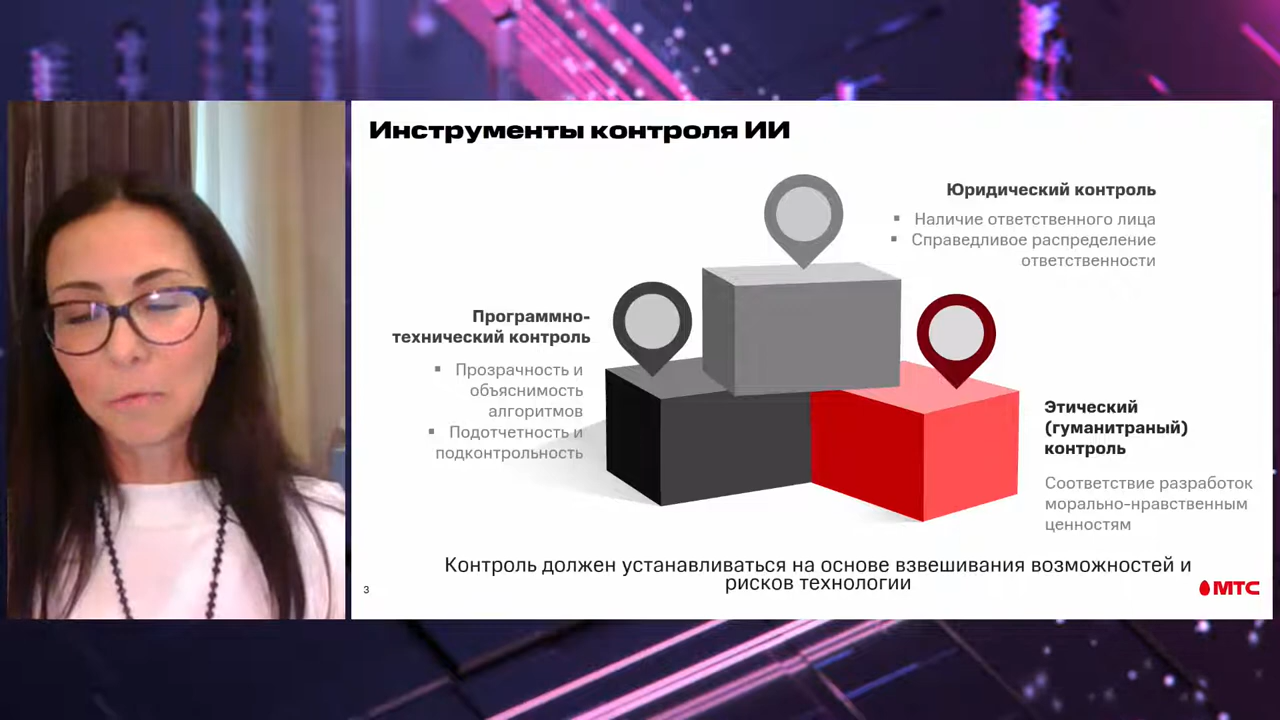 Инструменты контроля ИИ
Юридический контроль
▪ Наличие ответственного лица
▪ Справедливое распределение
ответственности
Программно-
технический контроль
▪ Прозрачность и
объяснимость
алгоритмов
▪ Подотчетность и
подконтрольность
Этический
(гуманитраный)
контроль
Соответствие разработок
морально-нравственным
ценностям
Контроль должен устанавливаться на основе взвешивания возможностей и
рисков технологии
3
МТС